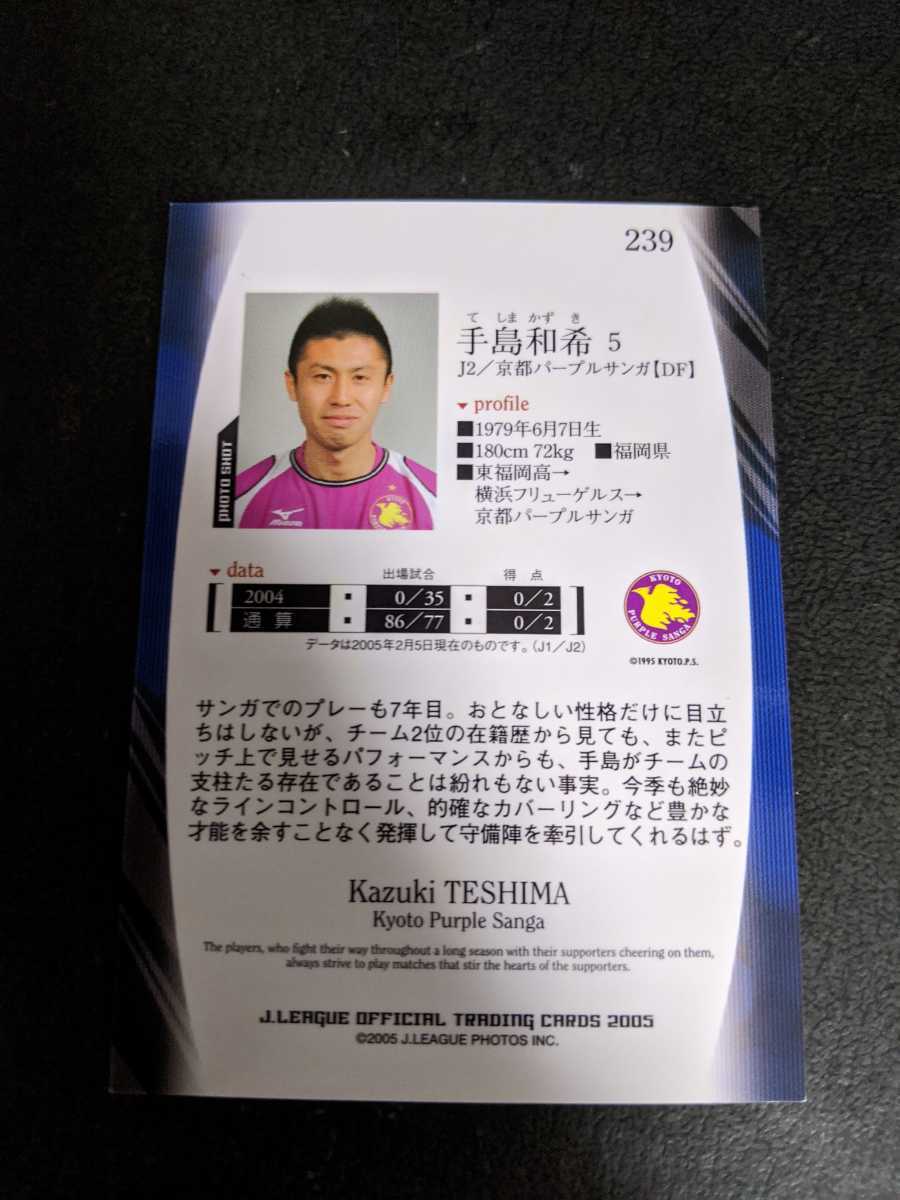 239
て しま かず き
手島和希 5
J2／京都パープルサンガ【DF】
▼ profile
■1979年6月7日生
■180cm 72kg ■福岡県
■東福岡高→
横浜フリューゲルス→
京都パープルサンガ
PHOTO SHOT
MIZUNO
KYOTO
▼ data 出場試合 得 点
2004 : 0／35 : 0／2
通 算 : 86／77 : 0／2
データは2005年2月5日現在のものです。(J1／J2)
KYOTO
PURPLE SANGA
©1995 KYOTO.P.S.
サンガでのプレーも7年目。おとなしい性格だけに目立
ちはしないが、チーム2位の在籍歴から見ても、またピ
ッチ上で見せるパフォーマンスからも、手島がチームの
支柱たる存在であることは紛れもない事実。今季も絶妙
なラインコントロール、的確なカバーリングなど豊かな
才能を余すことなく発揮して守備陣を牽引してくれるはず。
Kazuki TESHIMA
Kyoto Purple Sanga
The players, who fight their way throughout a long season with their supporters cheering on them,
always strive to play matches that stir the hearts of the supporters.
J.LEAGUE OFFICIAL TRADING CARDS 2005
©2005 J.LEAGUE PHOTOS INC.